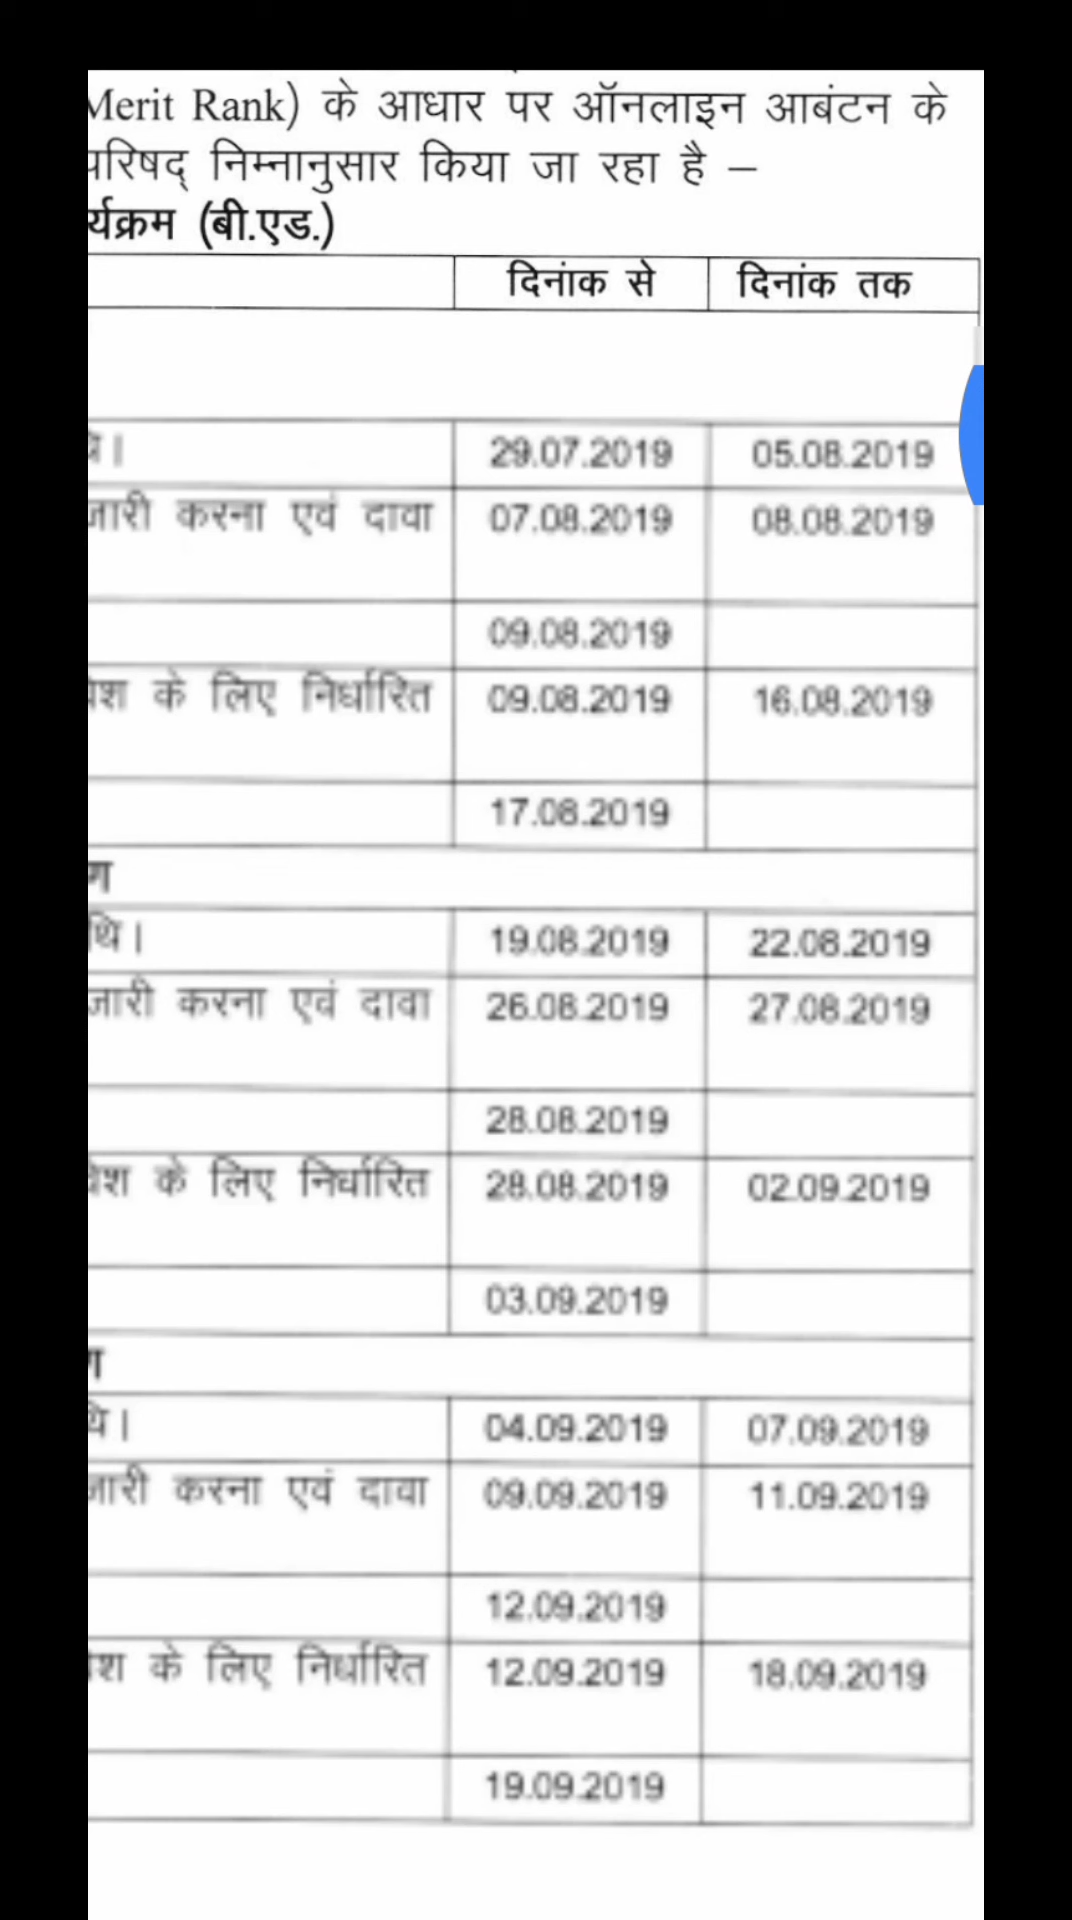 Merit Rank) के आधार पर ऑनलाइन आबंटन के
परिषद् निम्नानुसार किया जा रहा है –
र्यक्रम (बी.एड.)
दिनांक से दिनांक तक
थि। 29.07.2019 05.08.2019
जारी करना एवं दावा 07.08.2019 08.08.2019
09.08.2019
वेश के लिए निर्धारित 09.08.2019 16.08.2019
17.08.2019
ण
थि। 19.08.2019 22.08.2019
जारी करना एवं दावा 26.08.2019 27.08.2019
28.08.2019
वेश के लिए निर्धारित 28.08.2019 02.09.2019
03.09.2019
ण
थि। 04.09.2019 07.09.2019
जारी करना एवं दावा 09.09.2019 11.09.2019
12.09.2019
वेश के लिए निर्धारित 12.09.2019 18.09.2019
19.09.2019